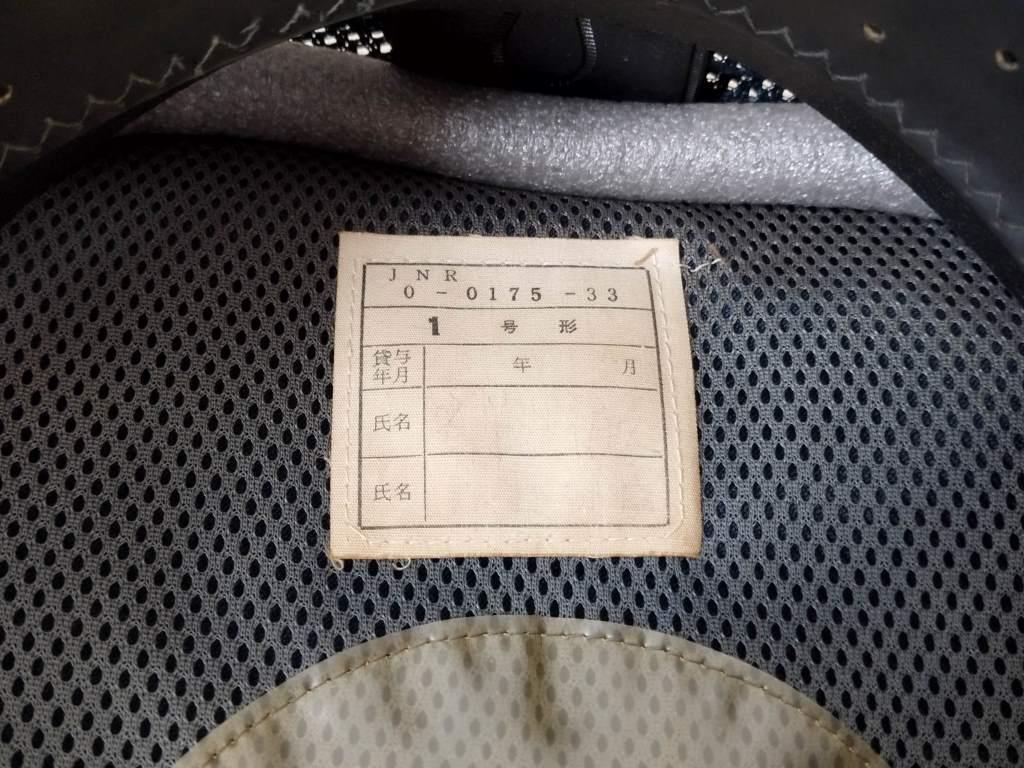 JNR
0-0175-33
1 号形
貸与
年月
年 月
氏名
氏名